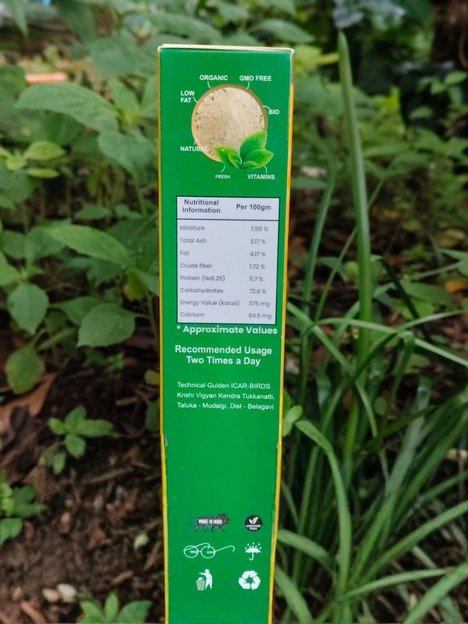 ORGANIC GMO FREE
LOW FAT
BIO
NATURAL
FRESH VITAMINS
Nutritional Information Per 100gm
Moisture 7.58 %
Total Ash 2.17 %
Fat 4.17 %
Crude fiber 1.72 %
Protein (Nx6.25) 11.7 %
Carbohydrates 72.6 %
Energy Value (Kacal) 375 mg
Calcium 84.5 mg
* Approximate Values
Recommended Usage
Two Times a Day
Technical Guiden ICAR-BIRDS
Krishi Vigyan Kendra Tukkanatti,
Taluka - Mudalgi, Dist - Belagavi
MAKE IN INDIA